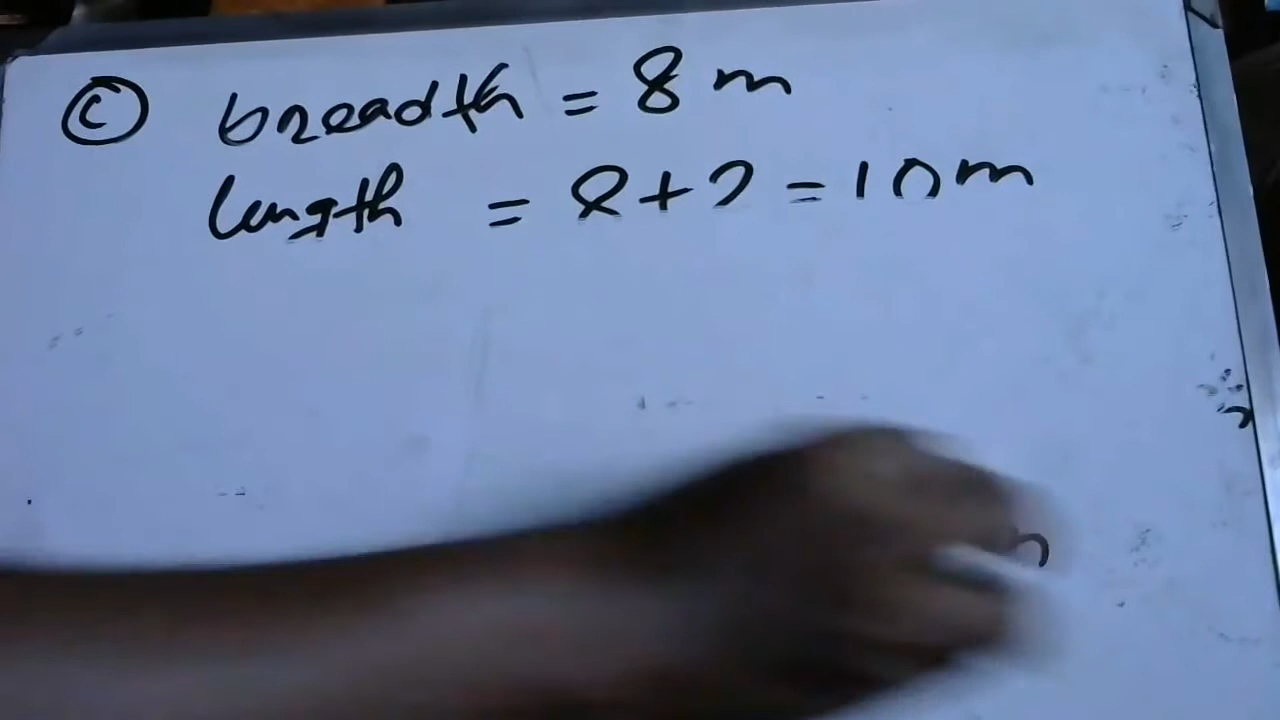 © breadth = 8 m
length = 8+2 = 10 m